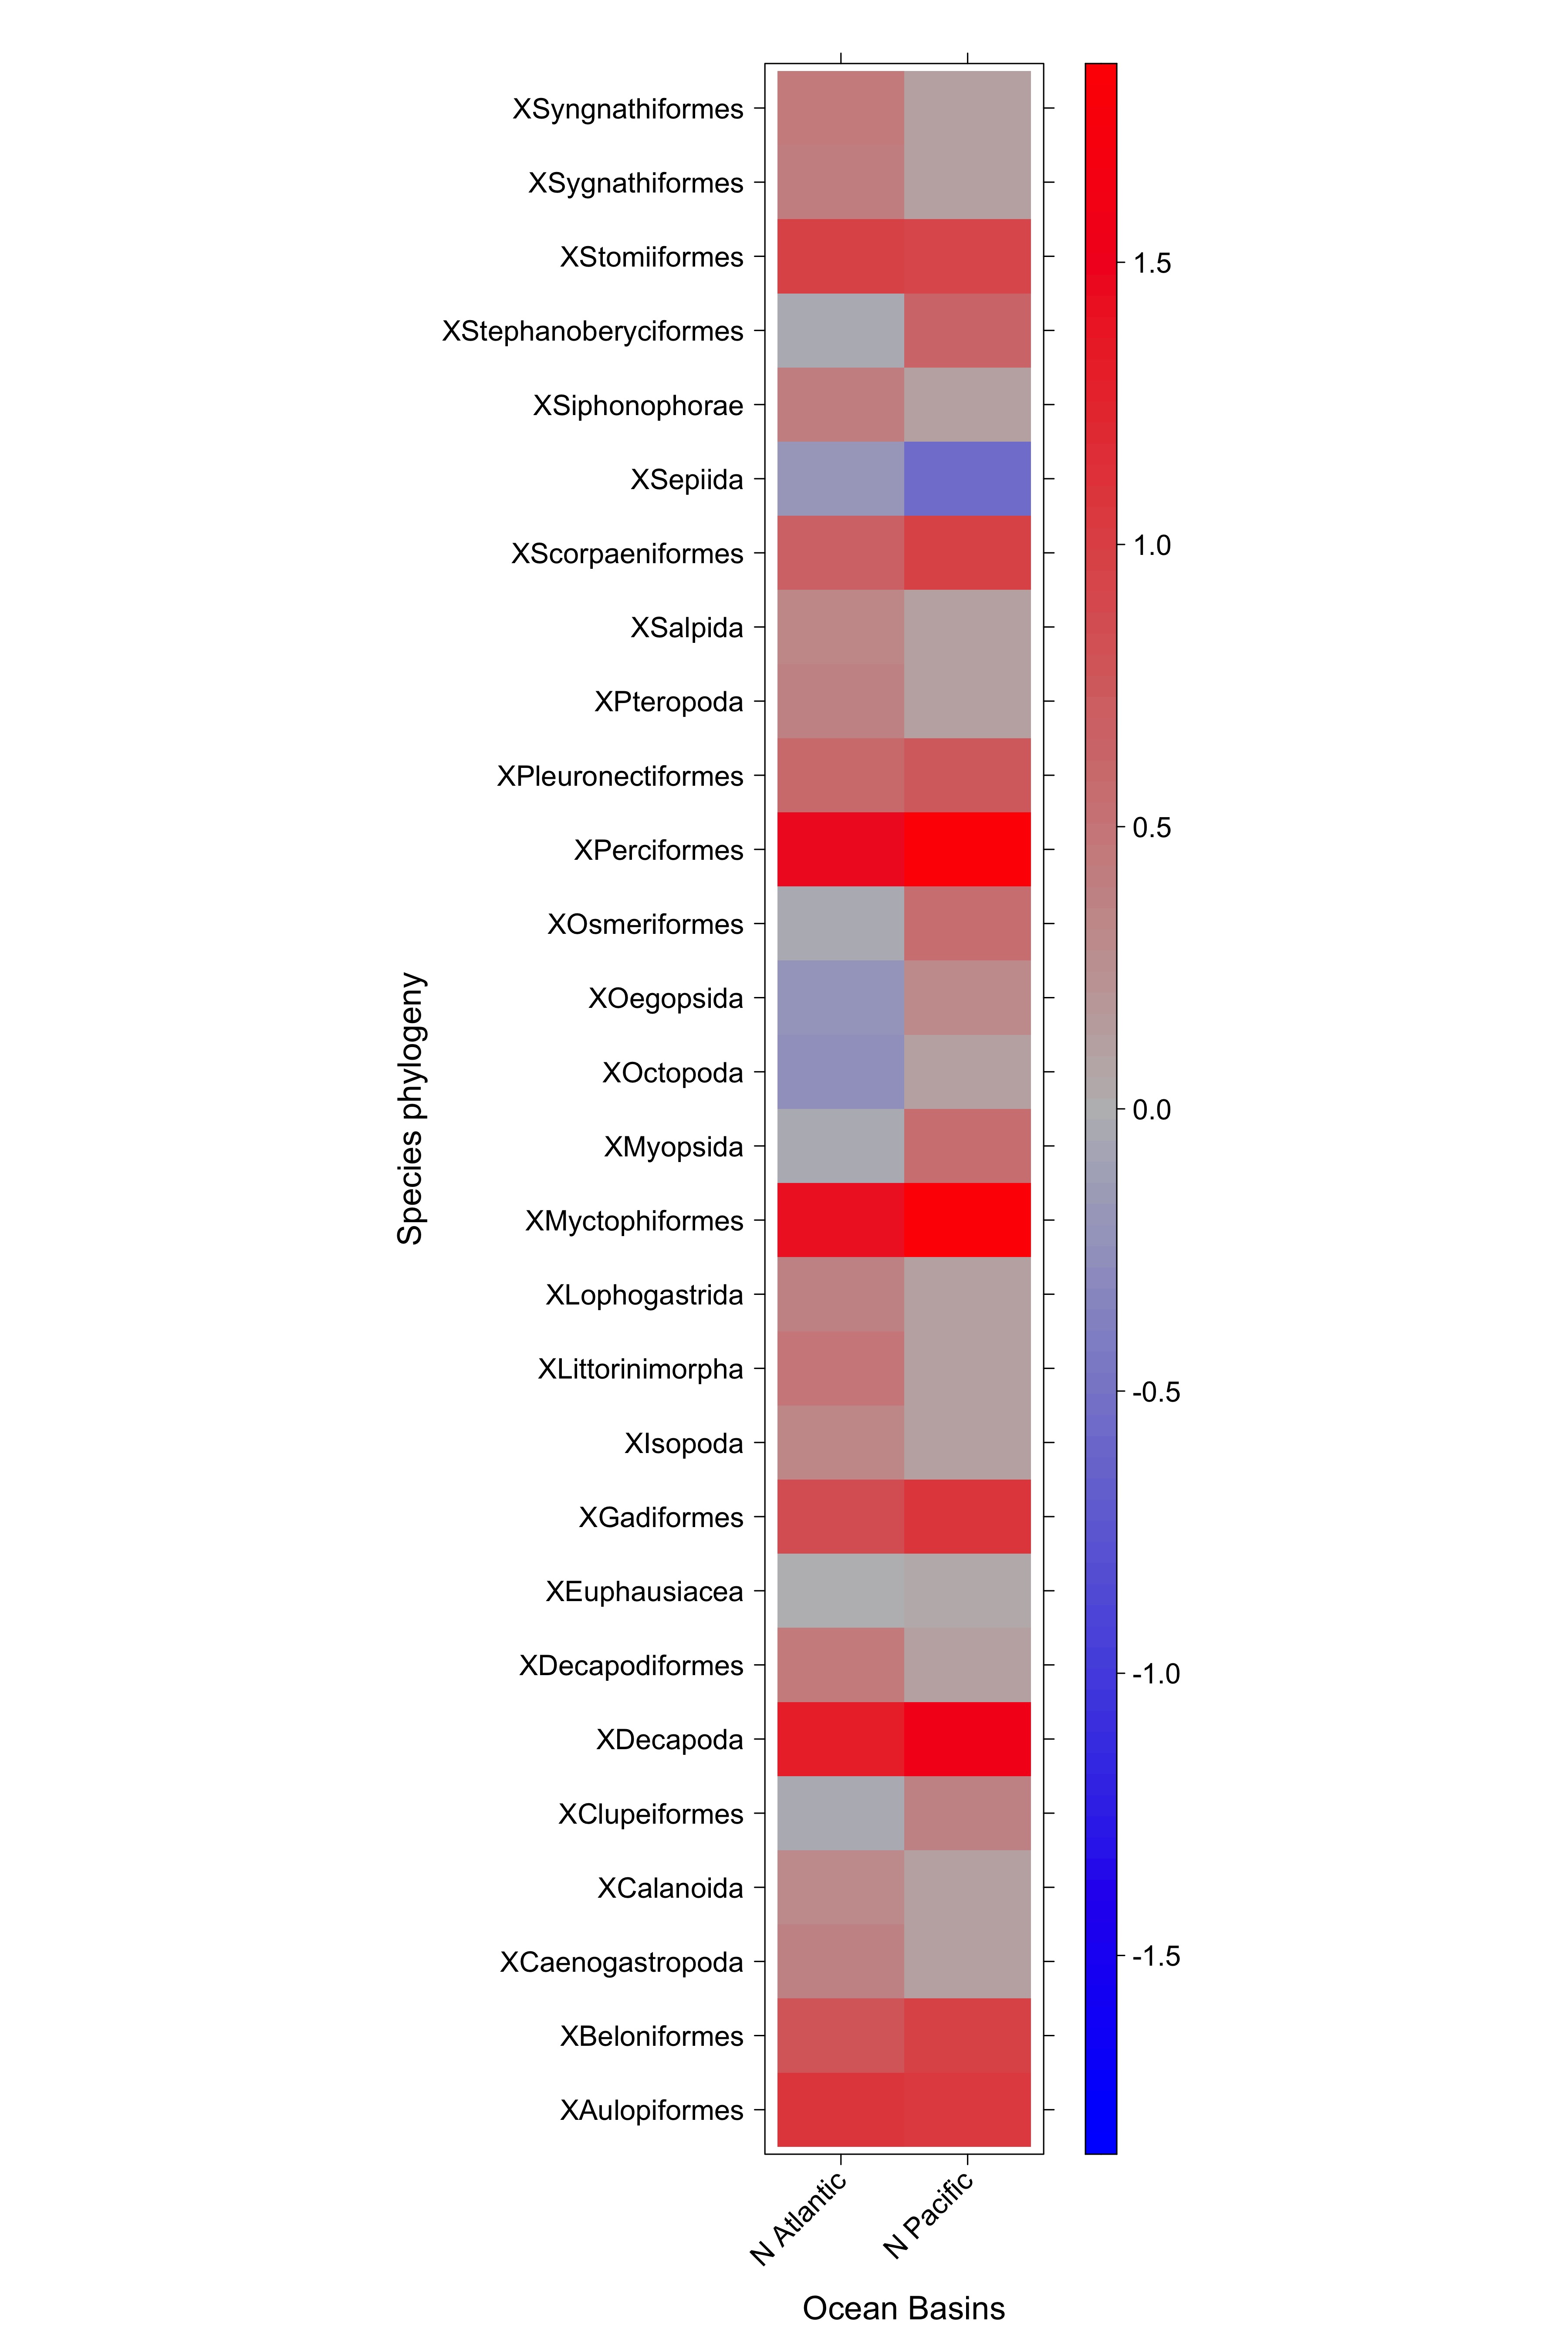 XSyngnathiformes
XSygnathiformes
XStomiiformes
XStephanoberyciformes
XSiphonophorae
XSepiida
XScorpaeniformes
XSalpida
XPteropoda
XPleuronectiformes
XPerciformes
XOsmeriformes
XOegopsida
XOctopoda
XMyopsida
XMyctophiformes
XLophogastrida
XLittorinimorpha
XIsopoda
XGadiformes
XEuphausiacea
XDecapodiformes
XDecapoda
XClupeiformes
XCalanoida
XCaenogastropoda
XBeloniformes
XAulopiformes
Species phylogeny
N Atlantic
N Pacific
Ocean Basins
1.5
1.0
0.5
0.0
-0.5
-1.0
-1.5